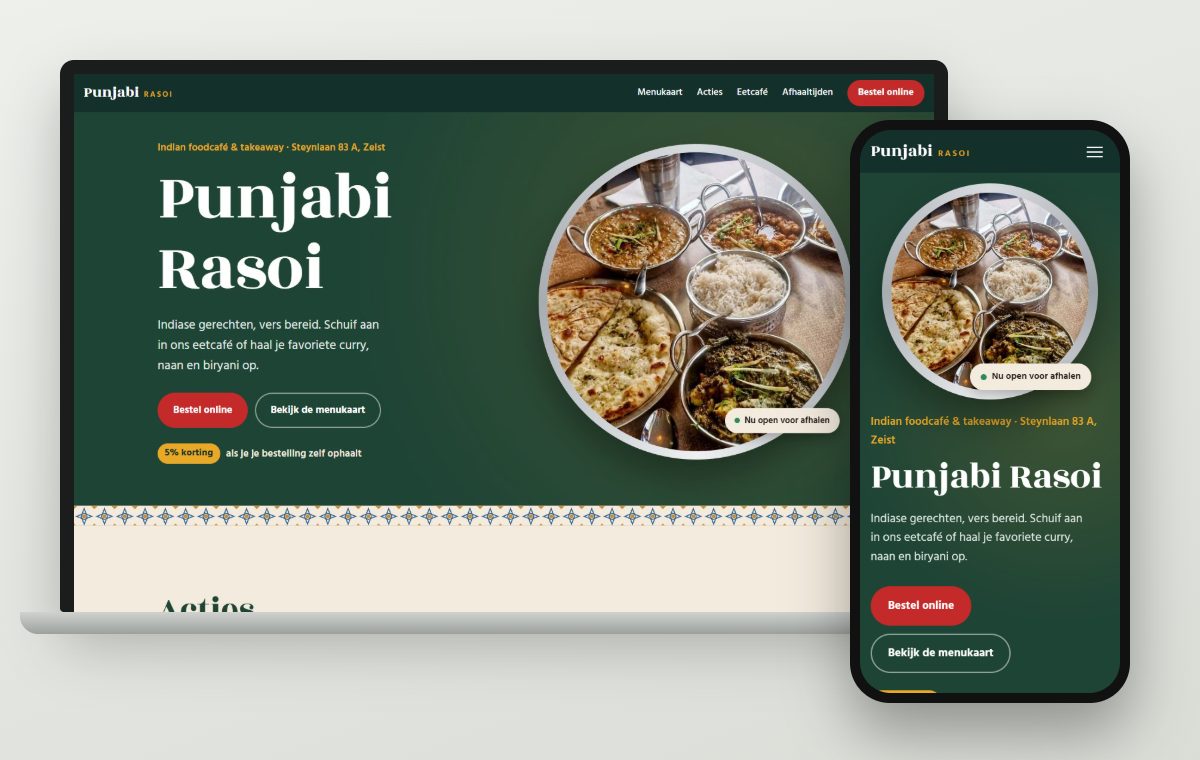 Punjabi RASOI
Menukaart Acties Eetcafé Afhaaltijden Bestel online
Indian foodcafé & takeaway · Steynlaan 83 A, Zeist
Punjabi
Rasoi
Indiase gerechten, vers bereid. Schuif aan
in ons eetcafé of haal je favoriete curry,
naan en biryani op.
Bestel online Bekijk de menukaart
5% korting als je je bestelling zelf ophaalt
Nu open voor afhalen
Acties
Punjabi RASOI
Nu open voor afhalen
Indian foodcafé & takeaway · Steynlaan 83 A,
Zeist
Punjabi Rasoi
Indiase gerechten, vers bereid. Schuif aan
in ons eetcafé of haal je favoriete curry,
naan en biryani op.
Bestel online
Bekijk de menukaart